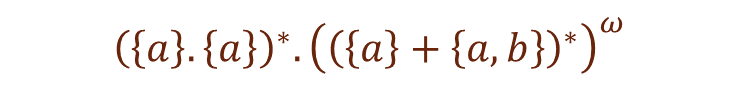 ({a}.{a})*.(({a} + {a, b})*)^ω